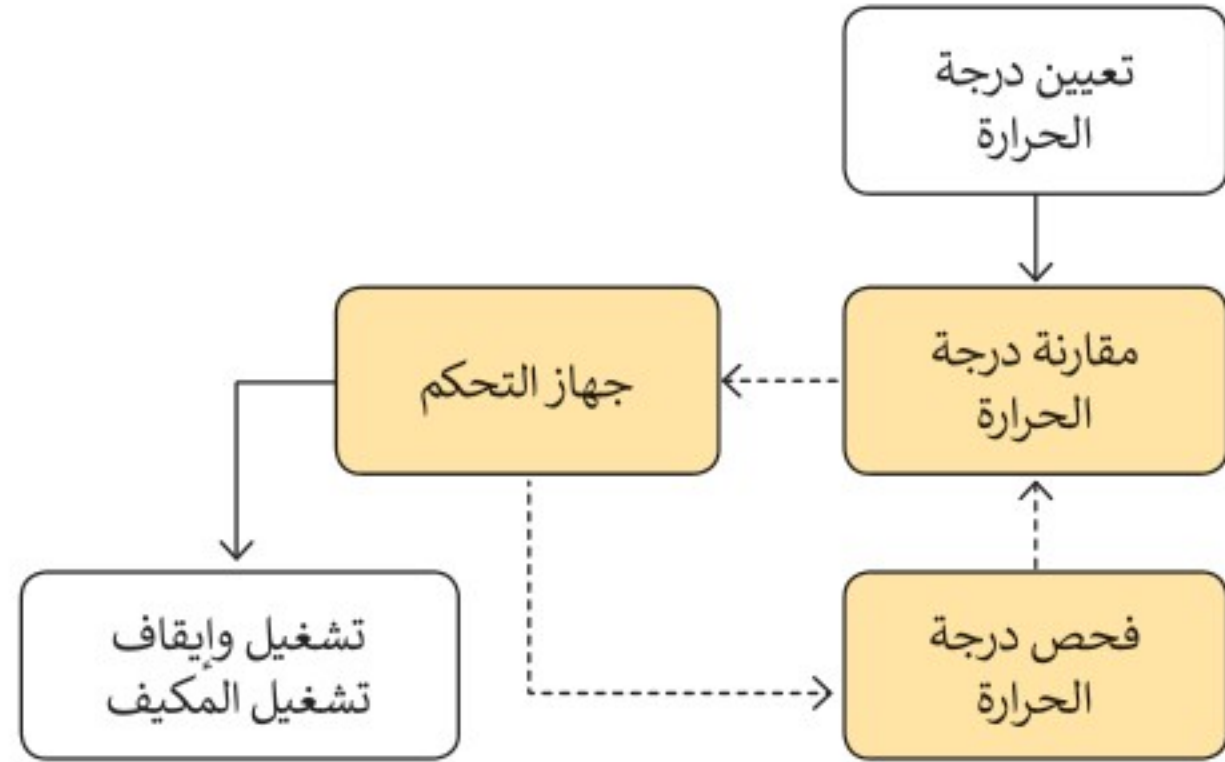 تعيين درجة
الحرارة
مقارنة درجة
الحرارة
جهاز التحكم
فحص درجة
الحرارة
تشغيل وإيقاف
تشغيل المكيف